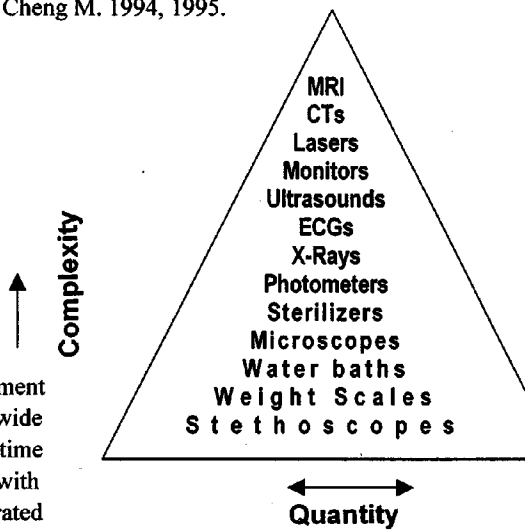 Cheng M. 1994, 1995.
MRI
CTs
Lasers
Monitors
Ultrasounds
ECGs
X-Rays
Photometers
Sterilizers
Microscopes
Water baths
Weight Scales
Stethoscopes
Complexity
ment
wide
time
with
rated
Quantity